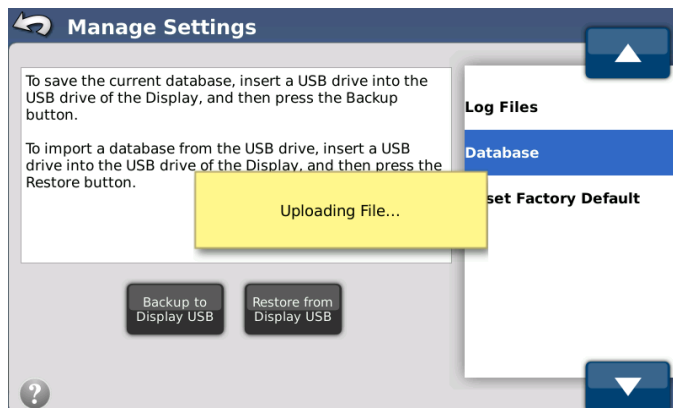 Manage Settings
To save the current database, insert a USB drive into the
USB drive of the Display, and then press the Backup
button.
To import a database from the USB drive, insert a USB
drive into the USB drive of the Display, and then press the
Restore button.
Uploading File...
Log Files
Database
set Factory Default
Backup to
Display USB
Restore from
Display USB
?